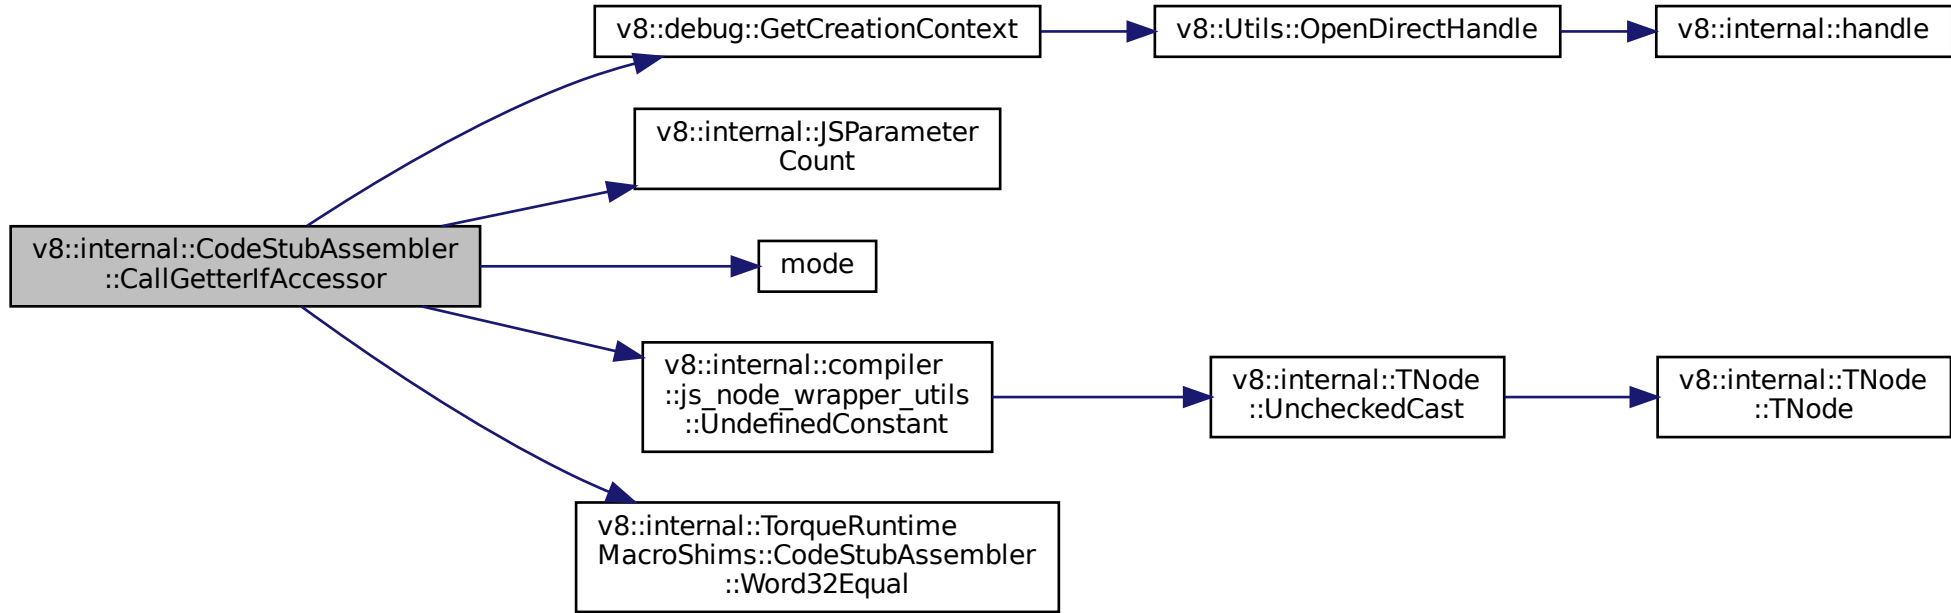 v8::debug::GetCreationContext
v8::Utils::OpenDirectHandle
v8::internal::handle
v8::internal::JSParameter
Count
v8::internal::CodeStubAssembler
::CallGetterIfAccessor
mode
v8::internal::compiler
::js_node_wrapper_utils
::UndefinedConstant
v8::internal::TNode
::UncheckedCast
v8::internal::TNode
::TNode
v8::internal::TorqueRuntime
MacroShims::CodeStubAssembler
::Word32Equal